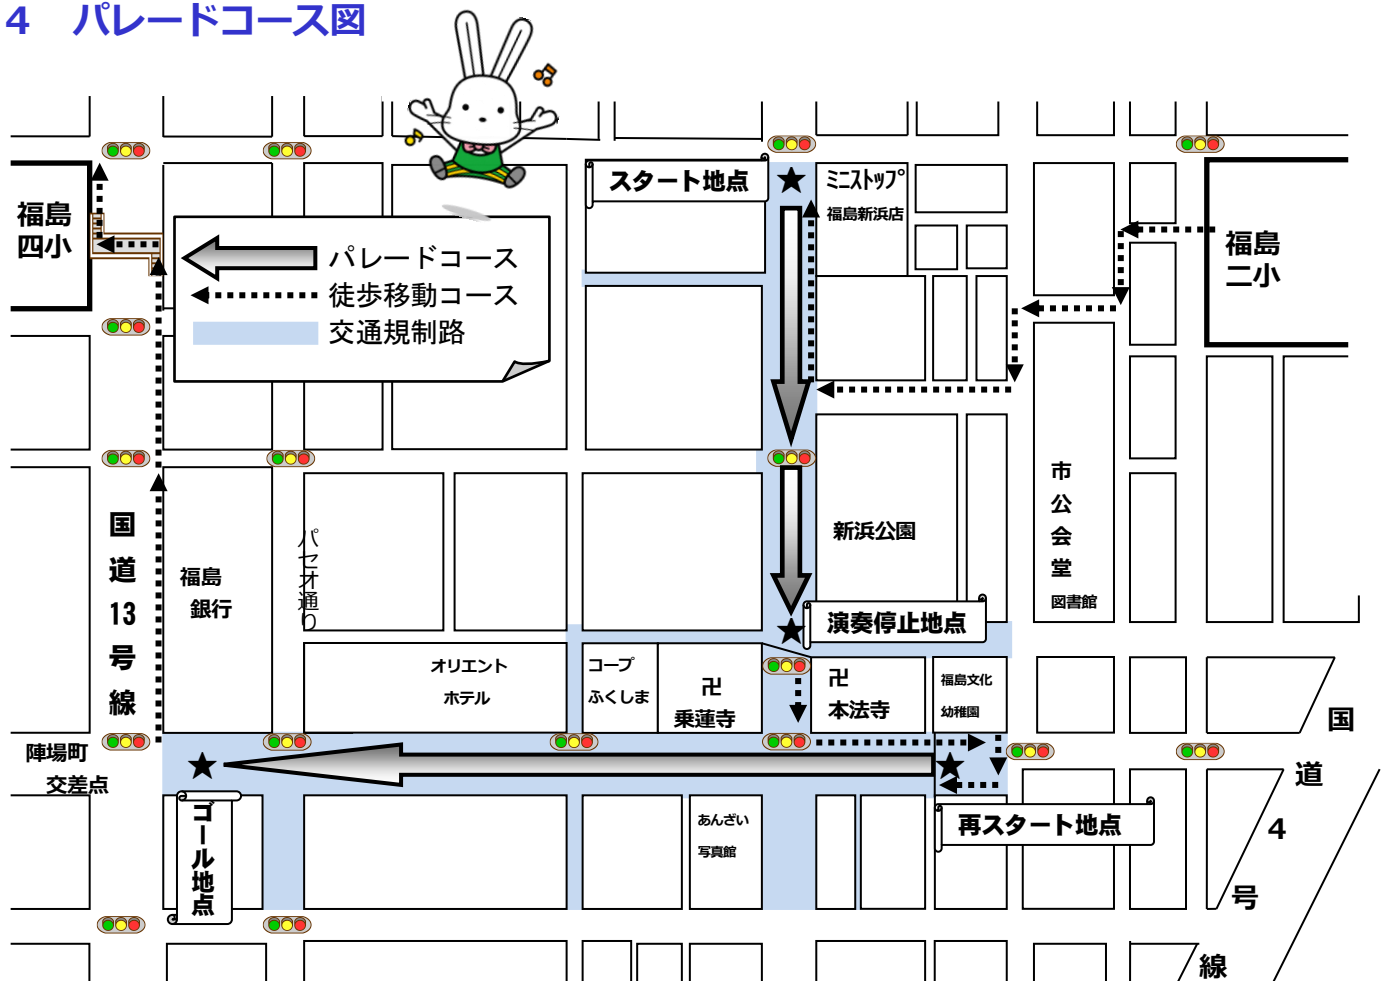 4 パレードコース図
スタート地点
ミニストップ
福島新浜店
福島
四小
福島
二小
パレードコース
徒歩移動コース
交通規制路
市公会堂
図書館
新浜公園
国道13号線
福島
銀行
パセオ通り
演奏停止地点
オリエント
ホテル
コープ
ふくしま
卍
乗蓮寺
卍
本法寺
福島文化
幼稚園
陣場町
交差点
国道4号線
ゴール地点
あんざい
写真館
再スタート地点